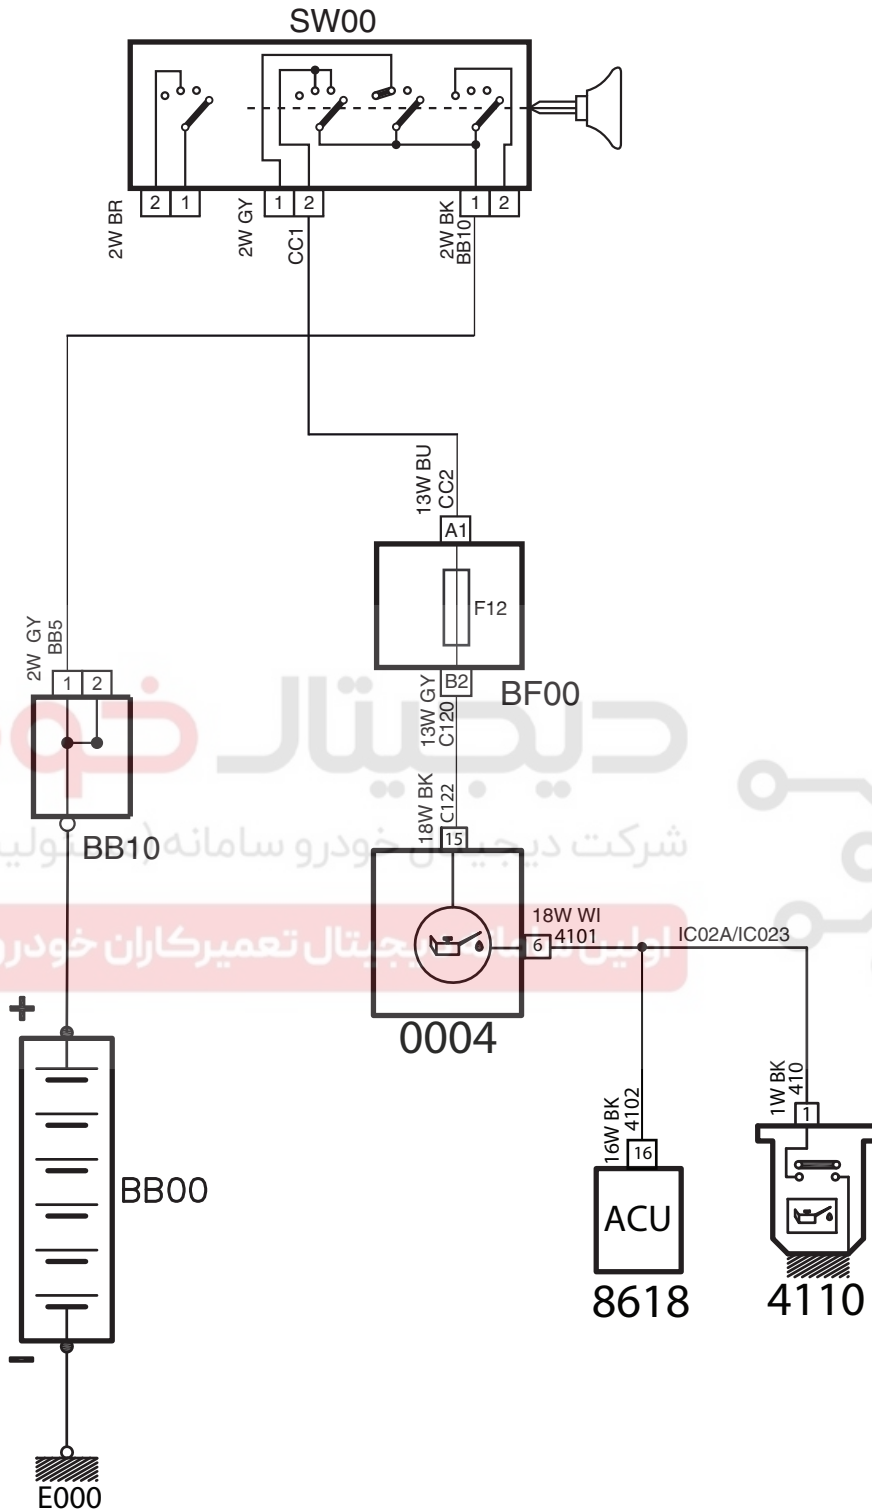 SW00
2 1
1 2
1 2
2W BR
2W GY
CC1
2W BK
BB10
13W BU
CC2
A1
F12
2W GY
BB5
1 2
B2
BF00
13W GY
C120
دیجیتال خودرو
18W BK
C122
15
BB10
شرکت دیجیتال خودرو سامانه
18W WI
4101
6
IC02A/IC023
اولین سامانه دیجیتال تعمیرکاران خودرو
+
0004
1W BK
410
1
16W BK
4102
16
BB00
ACU
8618
4110
–
E000